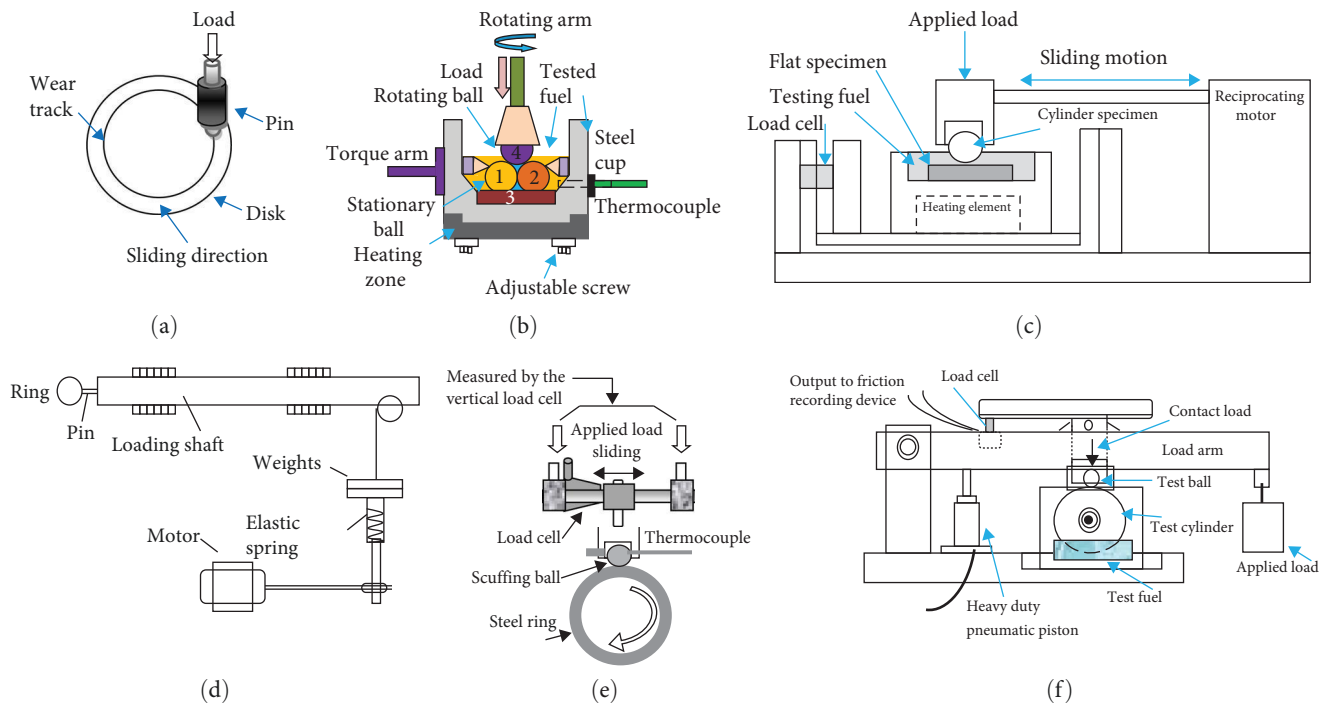 Load
Wear
track
Pin
Disk
Sliding direction
(a)
Rotating arm
Load
Rotating ball
Tested
fuel
Torque arm
Steel
cup
4
1
2
3
Thermocouple
Stationary
ball
Heating
zone
Adjustable screw
(b)
Applied load
Sliding motion
Flat specimen
Testing fuel
Load cell
Cylinder specimen
Reciprocating
motor
Heating element
(c)
Ring
Pin
Loading shaft
Weights
Elastic
spring
Motor
(d)
Measured by the
vertical load cell
Applied load
sliding
Load cell
Thermocouple
Scuffing ball
Steel ring
(e)
Output to friction
recording device
Load cell
Contact load
Load arm
Test ball
Test cylinder
Applied load
Test fuel
Heavy duty
pneumatic piston
(f)